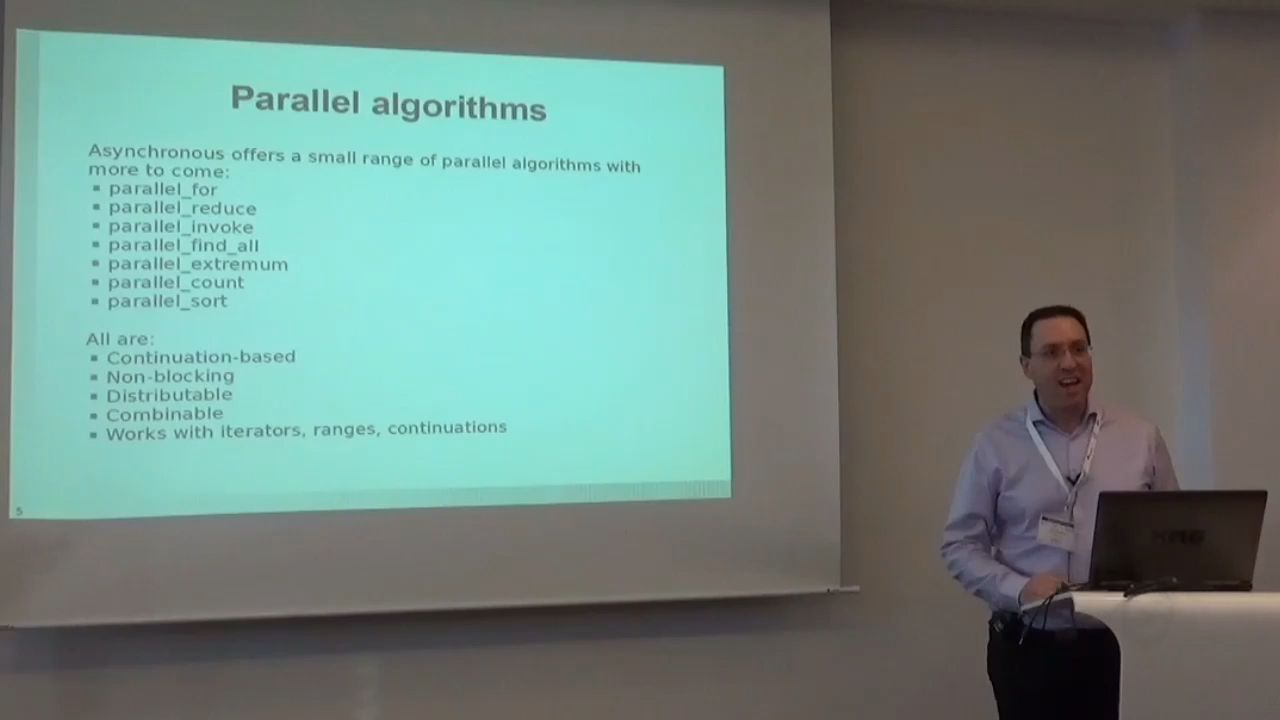 Parallel algorithms
Asynchronous offers a small range of parallel algorithms with
more to come:
▪ parallel_for
▪ parallel_reduce
▪ parallel_invoke
▪ parallel_find_all
▪ parallel_extremum
▪ parallel_count
▪ parallel_sort
All are:
▪ Continuation-based
▪ Non-blocking
▪ Distributable
▪ Combinable
▪ Works with iterators, ranges, continuations
5